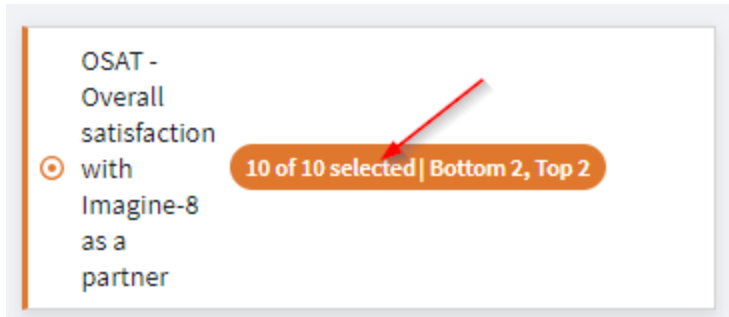 OSAT -
Overall
satisfaction
with
Imagine-8
as a
partner
10 of 10 selected | Bottom 2, Top 2